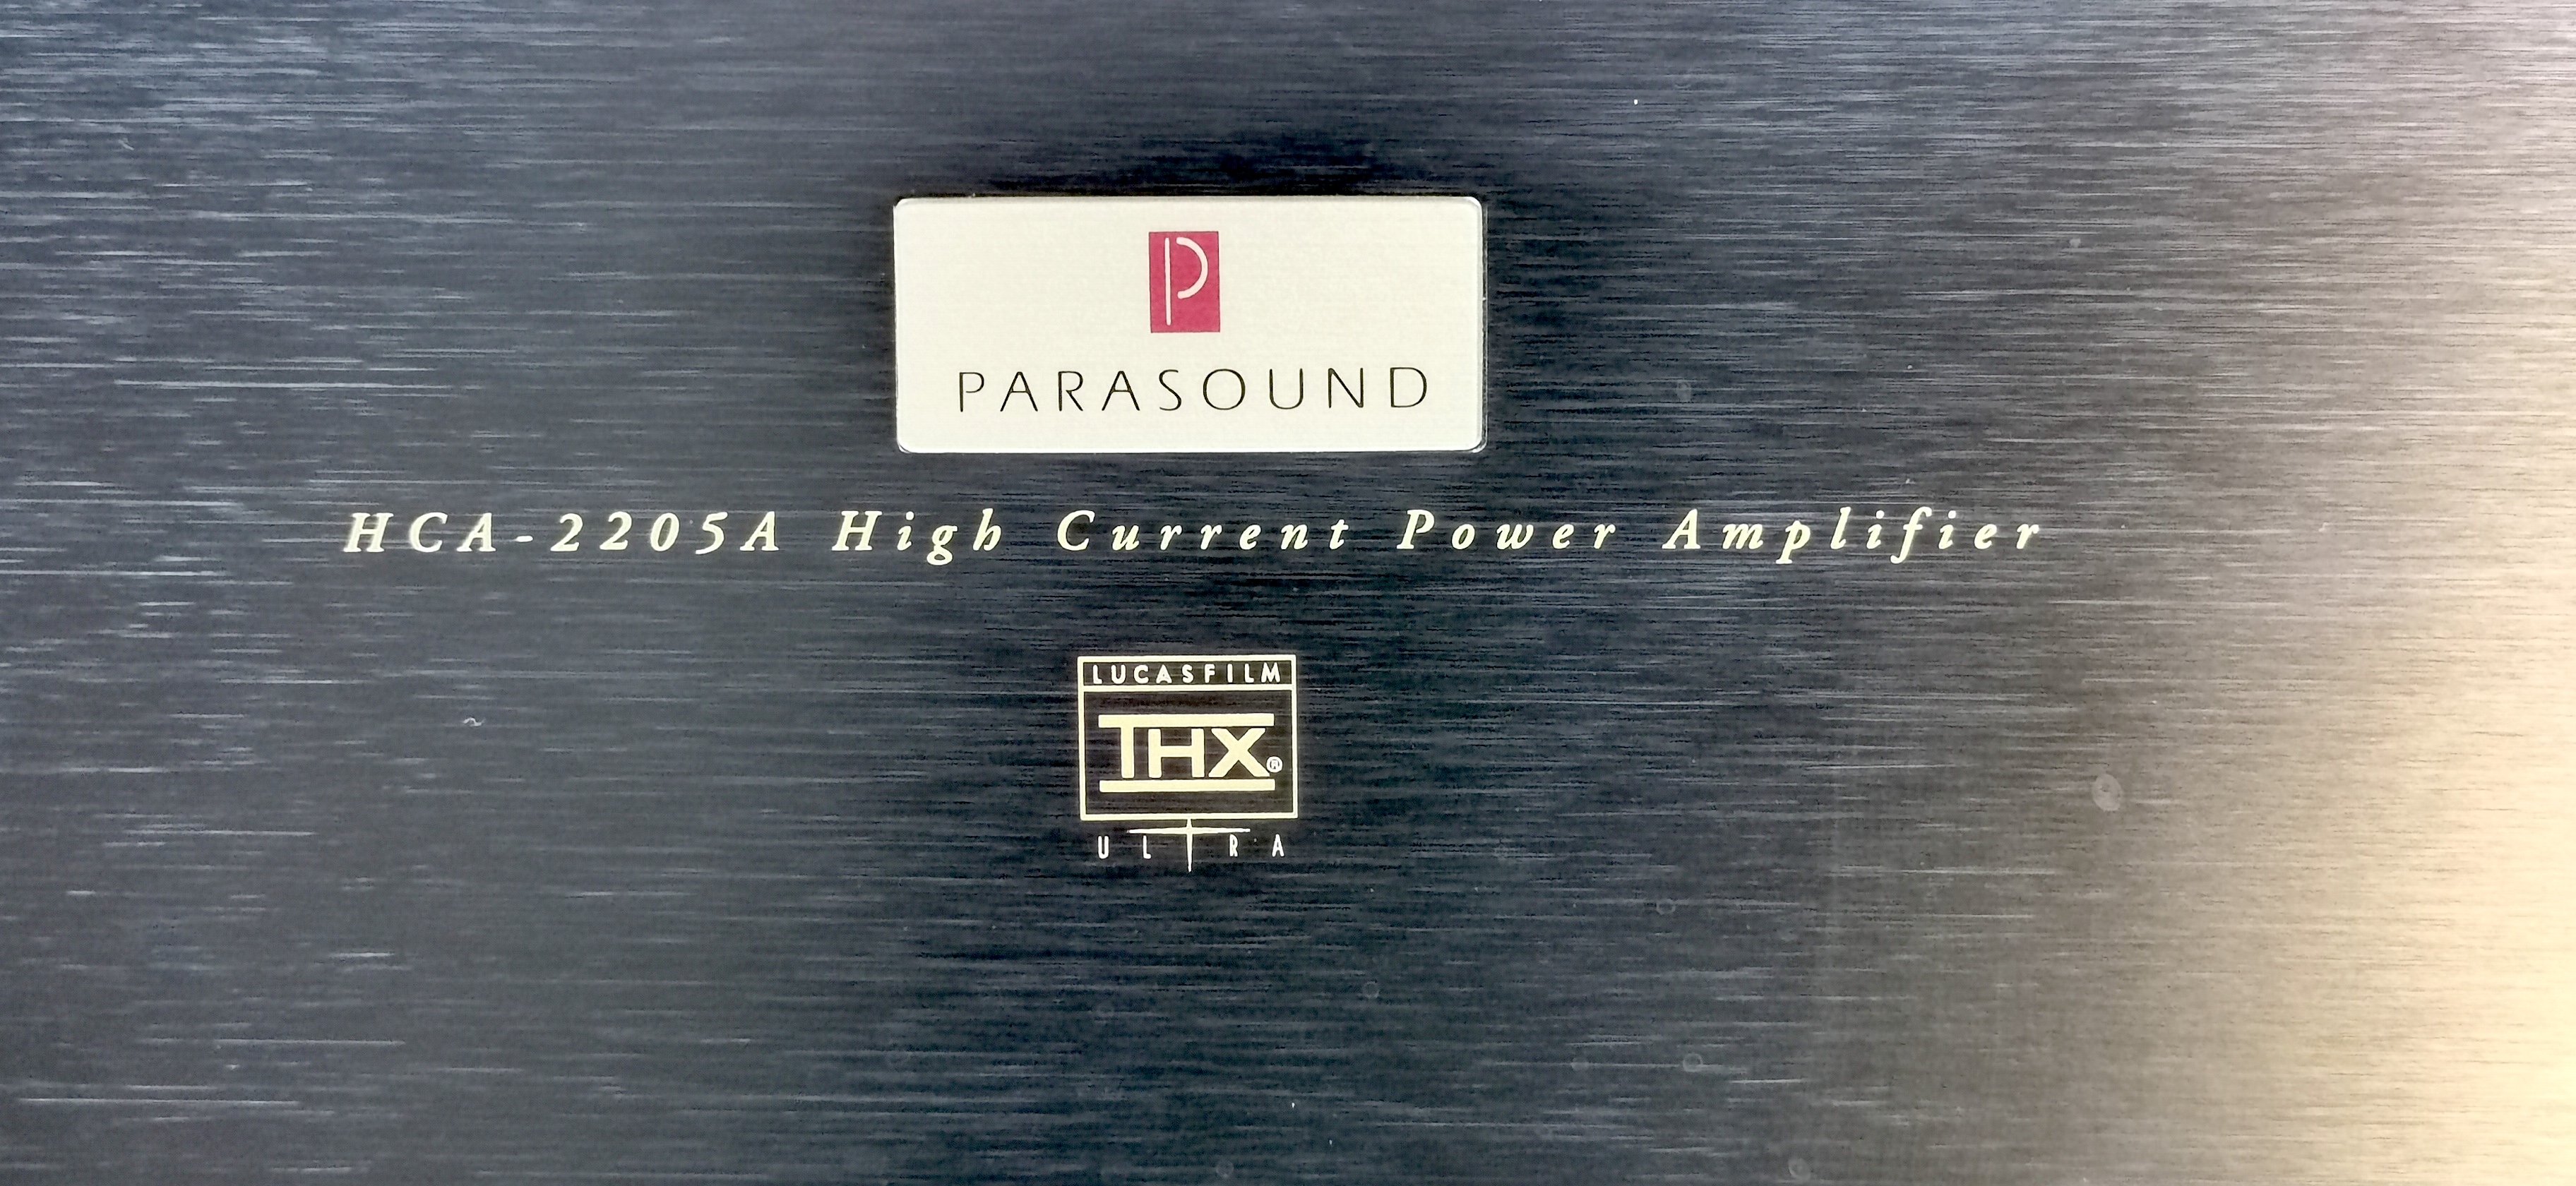 P
PARASOUND
HCA-2205A High Current Power Amplifier
LUCASFILM
THX®
ULTRA